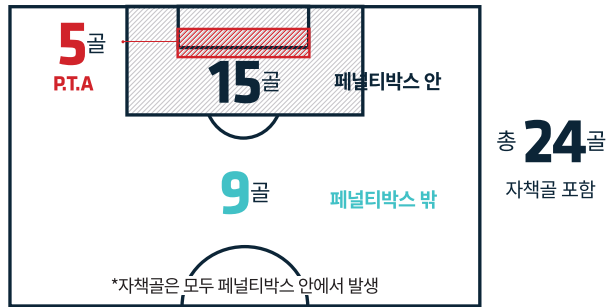 5골
P.T.A
15골
페널티박스 안
총 24골
자책골 포함
9골
페널티박스 밖
*자책골은 모두 페널티박스 안에서 발생